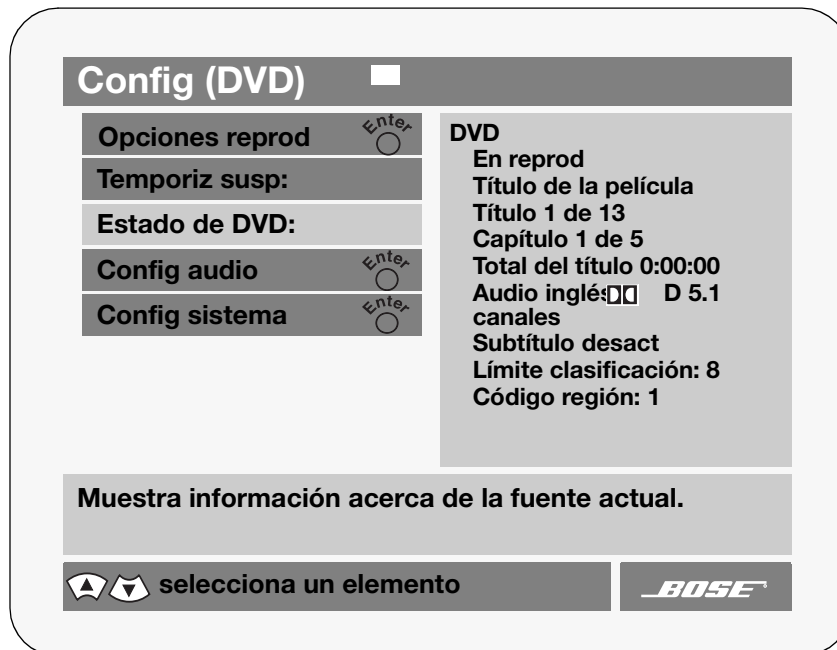 Config (DVD)
Opciones reprod Enter
Temporiz susp:
Estado de DVD:
Config audio Enter
Config sistema Enter
DVD
En reprod
Título de la película
Título 1 de 13
Capítulo 1 de 5
Total del título 0:00:00
Audio inglés D 5.1
canales
Subtítulo desact
Límite clasificación: 8
Código región: 1
Muestra información acerca de la fuente actual.
selecciona un elemento
BOSE